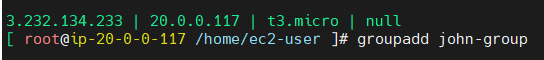 3.232.134.233 | 20.0.0.117 | t3.micro | null
[ root@ip-20-0-0-117 /home/ec2-user ]# groupadd john-group